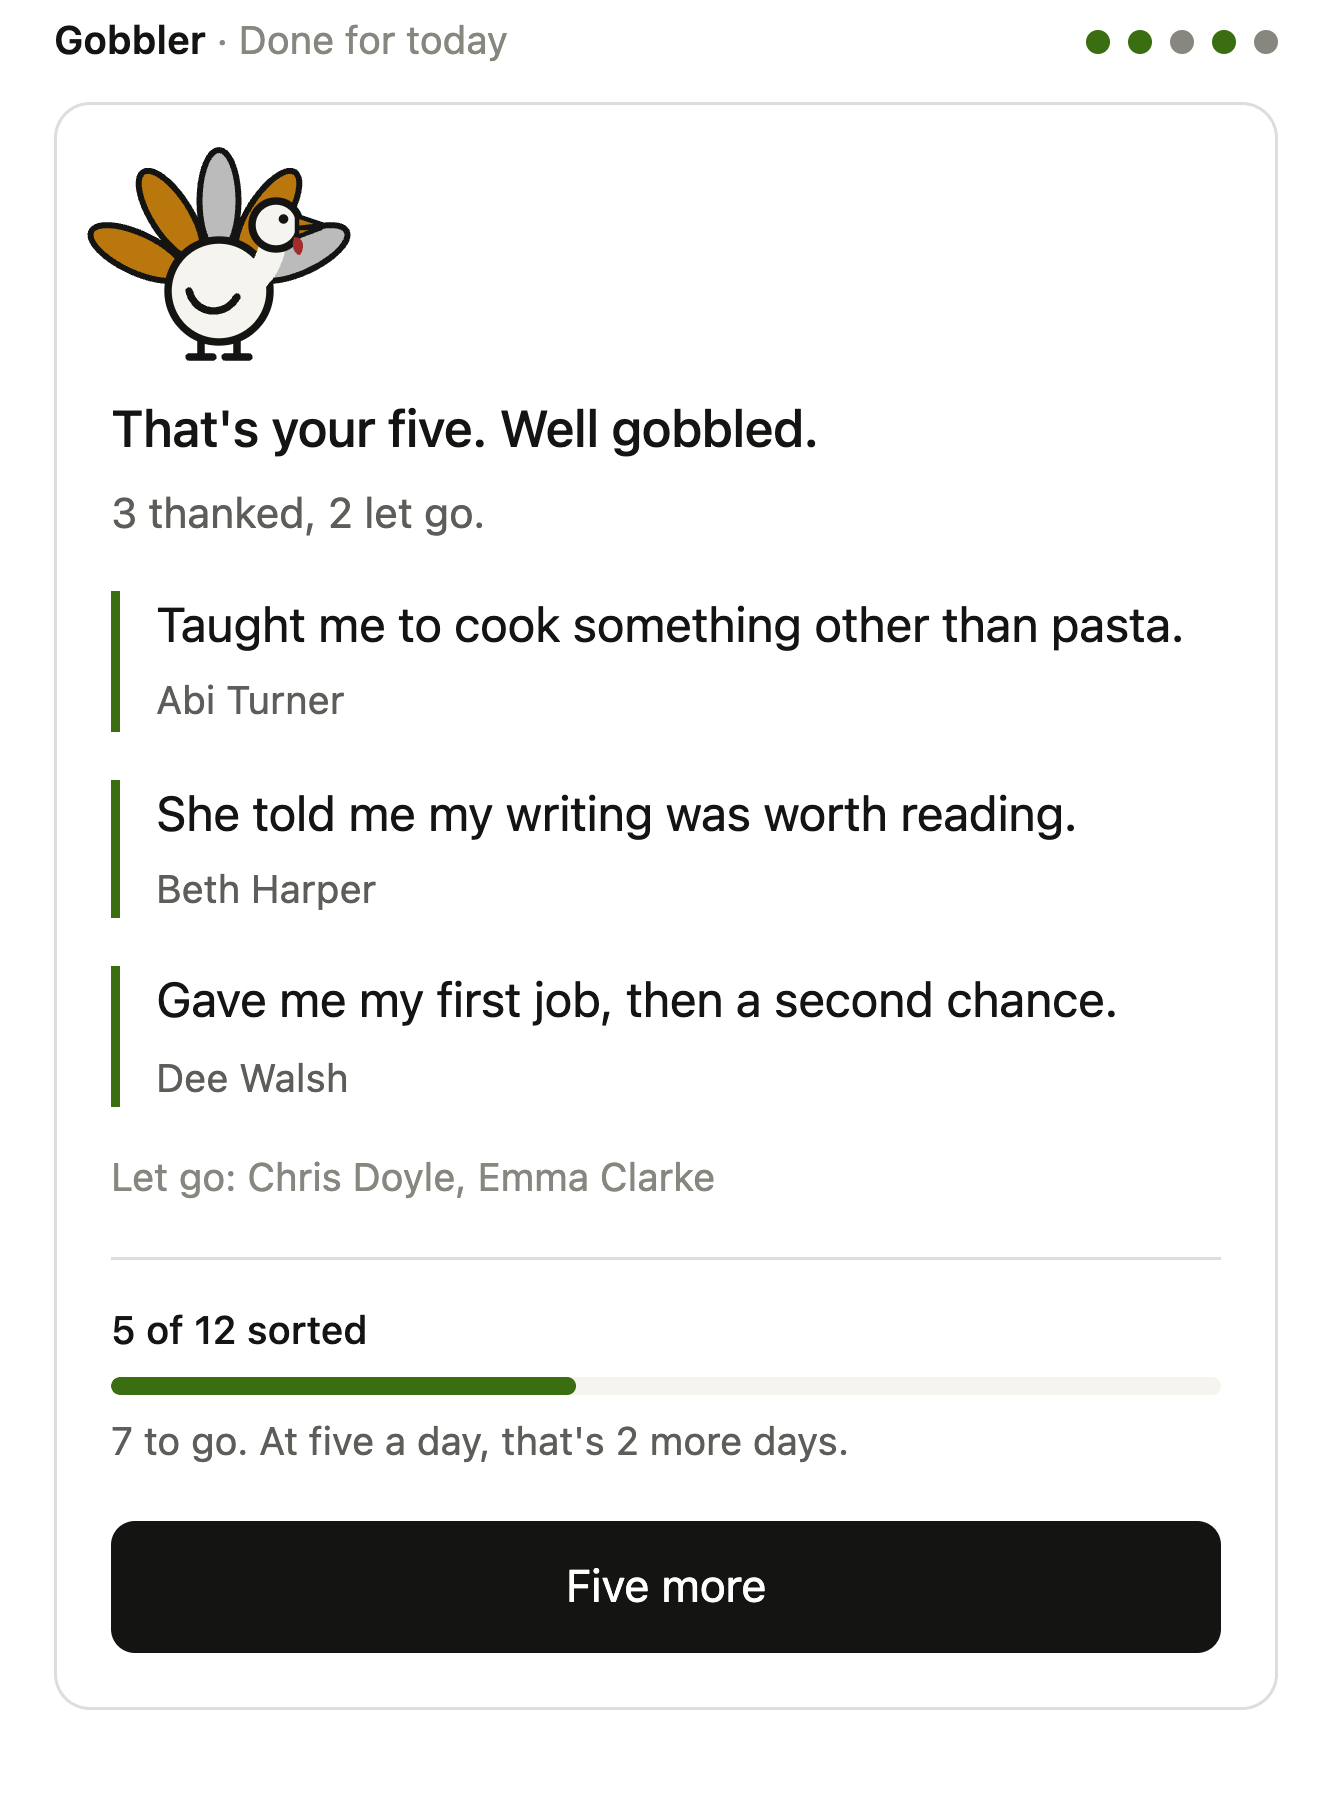 Gobbler · Done for today
That's your five. Well gobbled.
3 thanked, 2 let go.
Taught me to cook something other than pasta.
Abi Turner
She told me my writing was worth reading.
Beth Harper
Gave me my first job, then a second chance.
Dee Walsh
Let go: Chris Doyle, Emma Clarke
5 of 12 sorted
7 to go. At five a day, that's 2 more days.
Five more